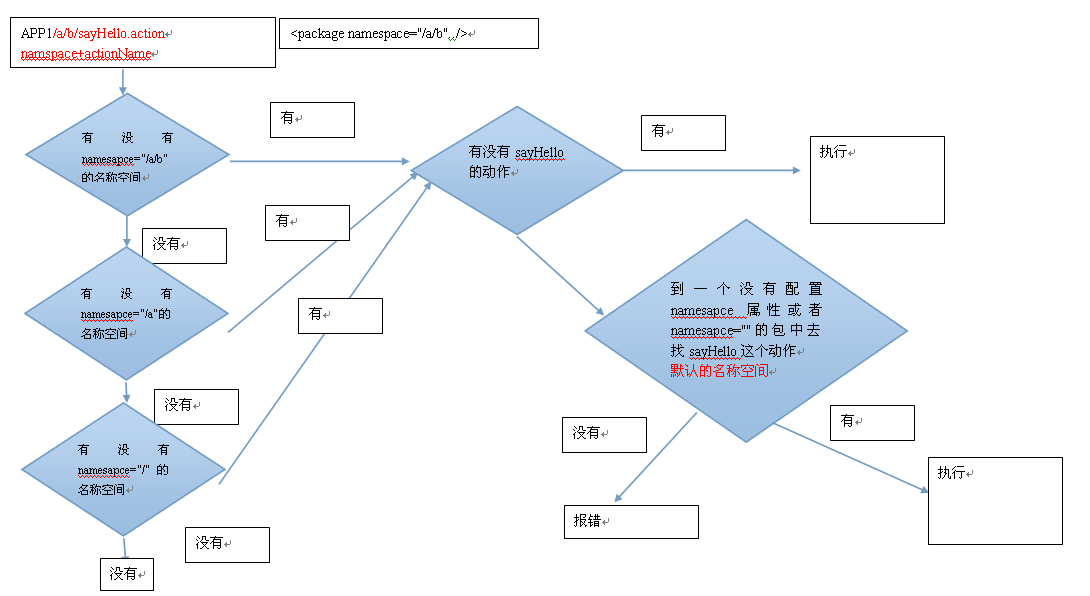 APP1/a/b/sayHello.action
namspace+actionName
<package namespace="/a/b" />
有没有
namesapce="/a/b"
的名称空间
有
有没有 sayHello
的动作
有
执行
没有
有
有没有
namesapce="/a"的
名称空间
有
没有
有没有
namesapce="/" 的
名称空间
没有
没有
到一个没有配置
namesapce 属性或者
namesapce="" 的包中去
找 sayHello 这个动作
默认的名称空间
没有
有
报错
执行